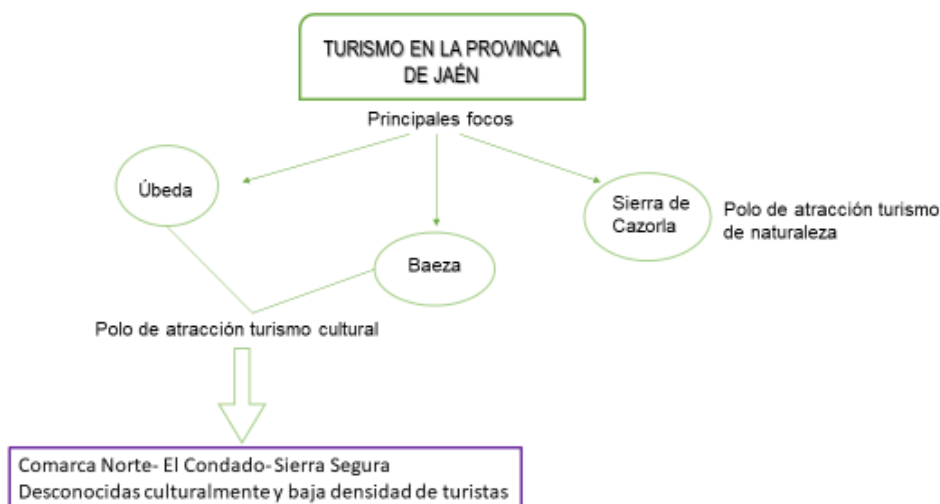 TURISMO EN LA PROVINCIA
DE JAÉN
Principales focos
Úbeda
Baeza
Sierra de
Cazorla
Polo de atracción turismo
de naturaleza
Polo de atracción turismo cultural
Comarca Norte- El Condado-Sierra Segura
Desconocidas culturalmente y baja densidad de turistas